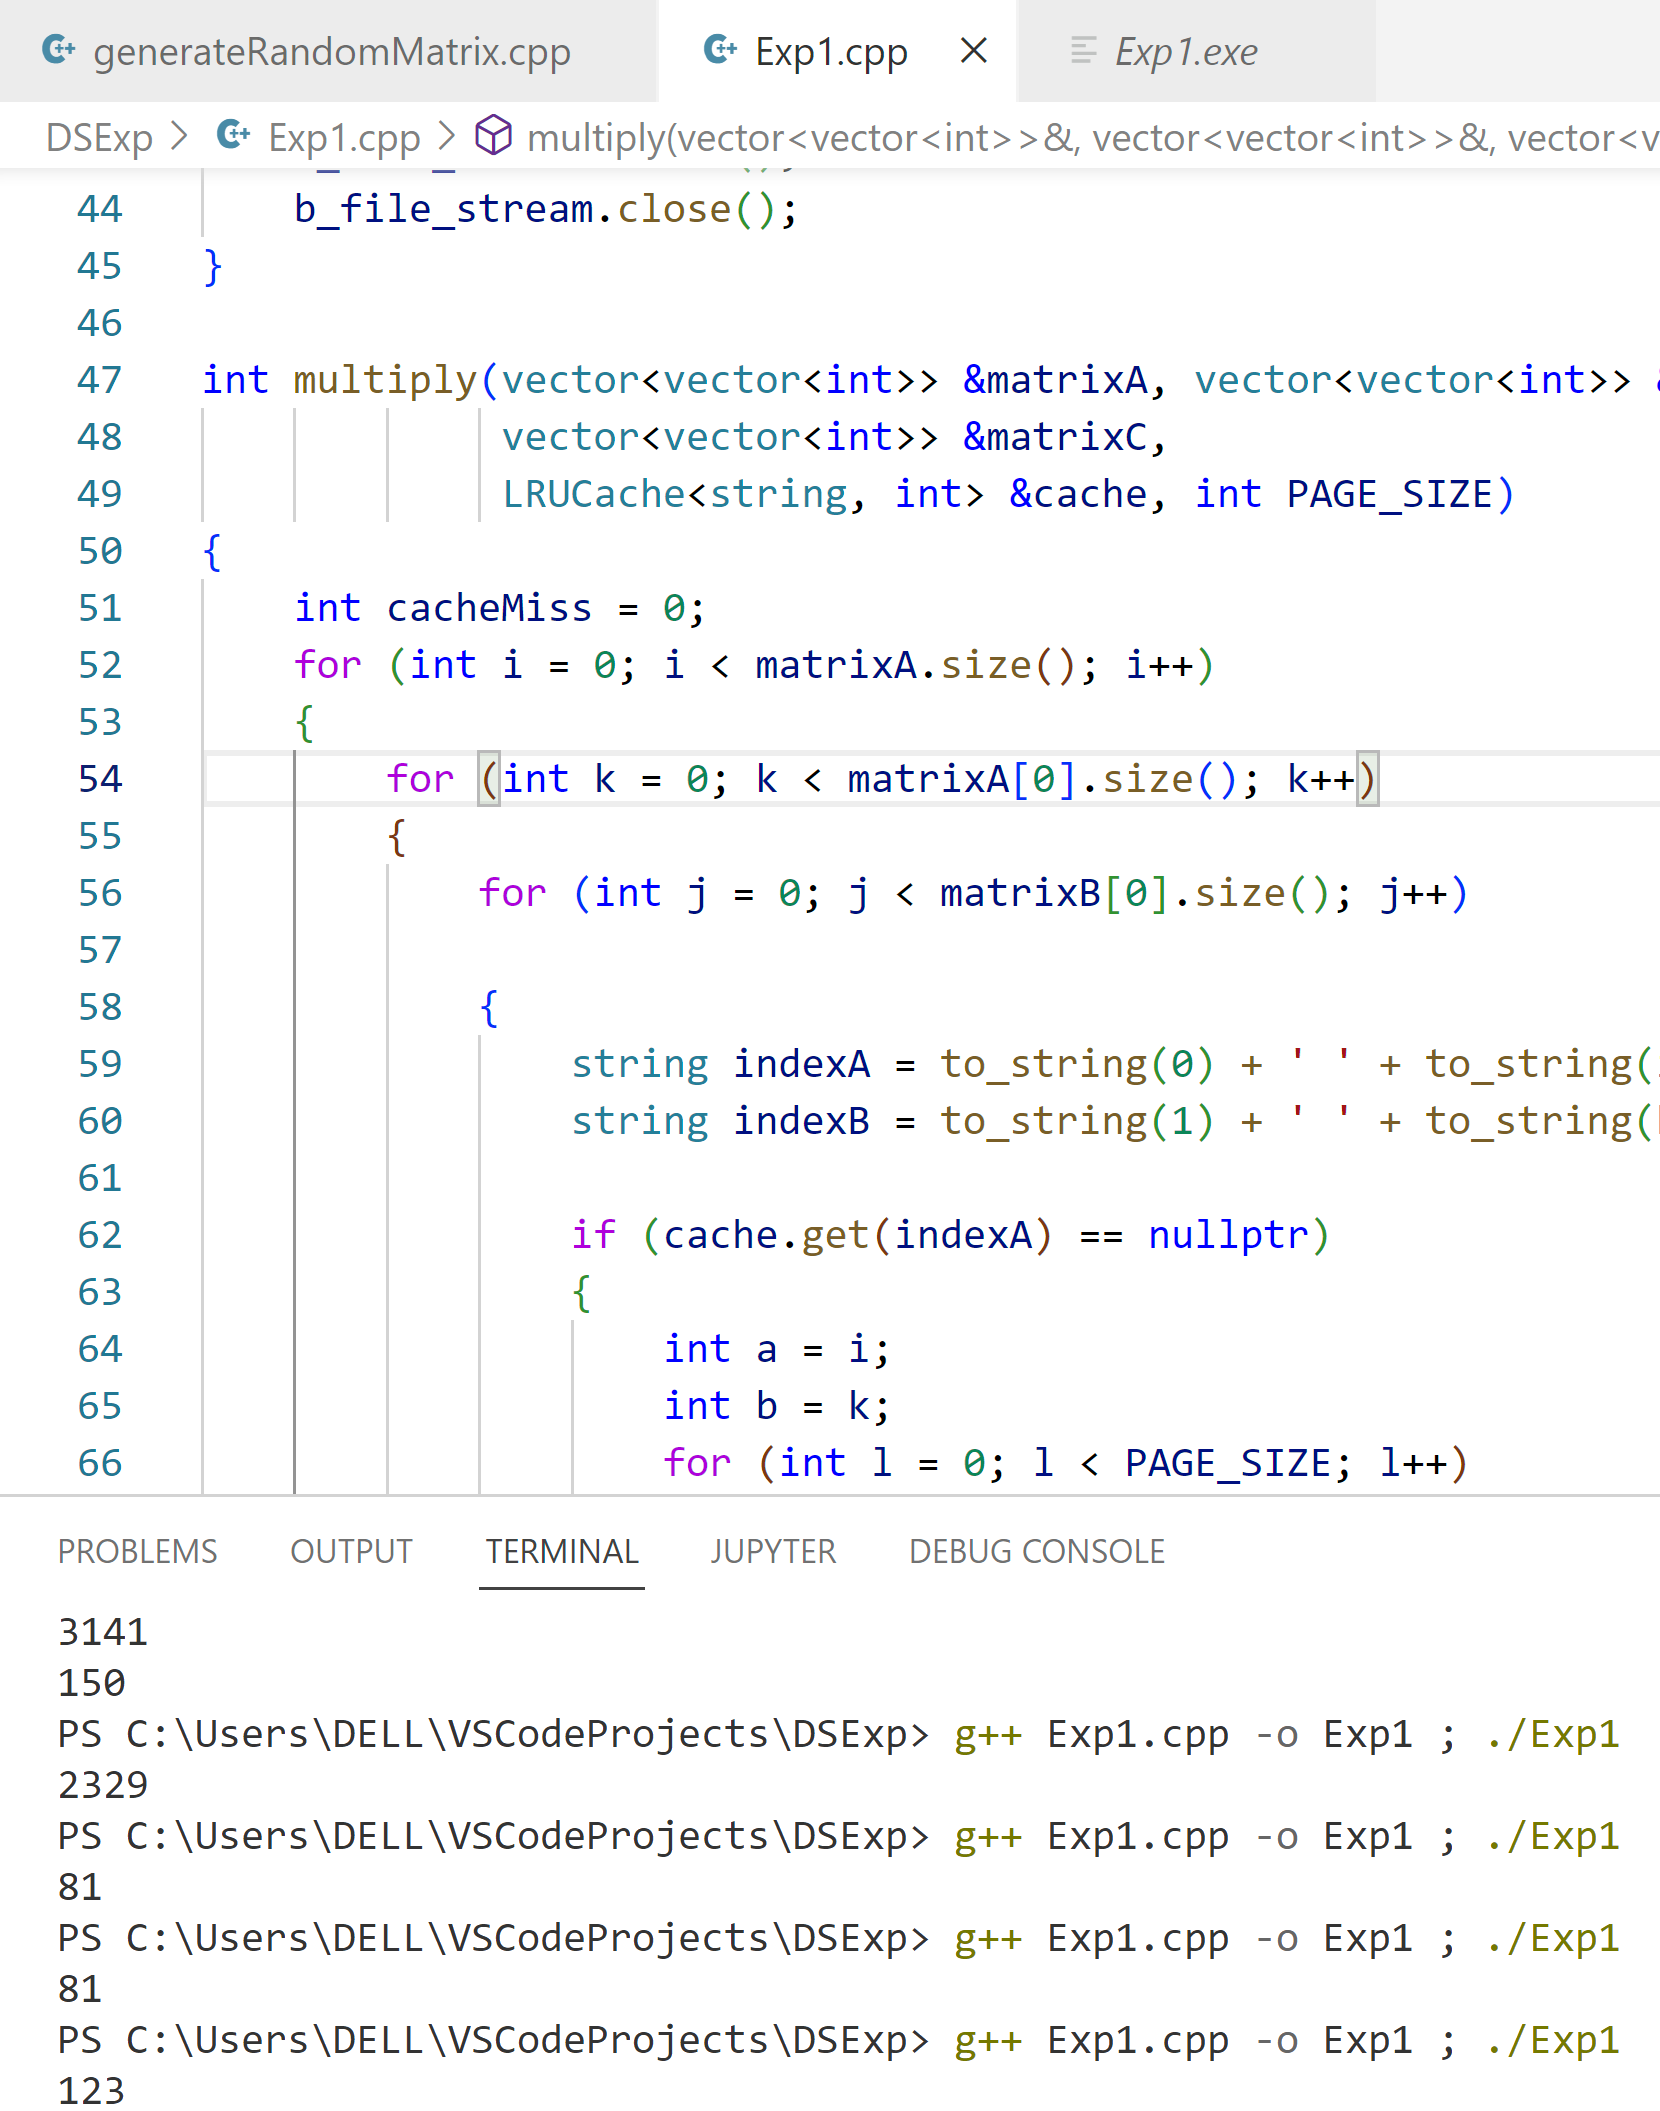 generateRandomMatrix.cpp Exp1.cpp Exp1.exe
DSExp > Exp1.cpp > multiply(vector<vector<int>>&, vector<vector<int>>&, vector<v
44 b_file_stream.close();
45 }
46
47 int multiply(vector<vector<int>> &matrixA, vector<vector<int>> &
48 vector<vector<int>> &matrixC,
49 LRUCache<string, int> &cache, int PAGE_SIZE)
50 {
51 int cacheMiss = 0;
52 for (int i = 0; i < matrixA.size(); i++)
53 {
54 for (int k = 0; k < matrixA[0].size(); k++)
55 {
56 for (int j = 0; j < matrixB[0].size(); j++)
57
58 {
59 string indexA = to_string(0) + ' ' + to_string(
60 string indexB = to_string(1) + ' ' + to_string(
61
62 if (cache.get(indexA) == nullptr)
63 {
64 int a = i;
65 int b = k;
66 for (int l = 0; l < PAGE_SIZE; l++)
PROBLEMS OUTPUT TERMINAL JUPYTER DEBUG CONSOLE
3141
150
PS C:\Users\DELL\VSCodeProjects\DSExp> g++ Exp1.cpp -o Exp1 ; ./Exp1
2329
PS C:\Users\DELL\VSCodeProjects\DSExp> g++ Exp1.cpp -o Exp1 ; ./Exp1
81
PS C:\Users\DELL\VSCodeProjects\DSExp> g++ Exp1.cpp -o Exp1 ; ./Exp1
81
PS C:\Users\DELL\VSCodeProjects\DSExp> g++ Exp1.cpp -o Exp1 ; ./Exp1
123